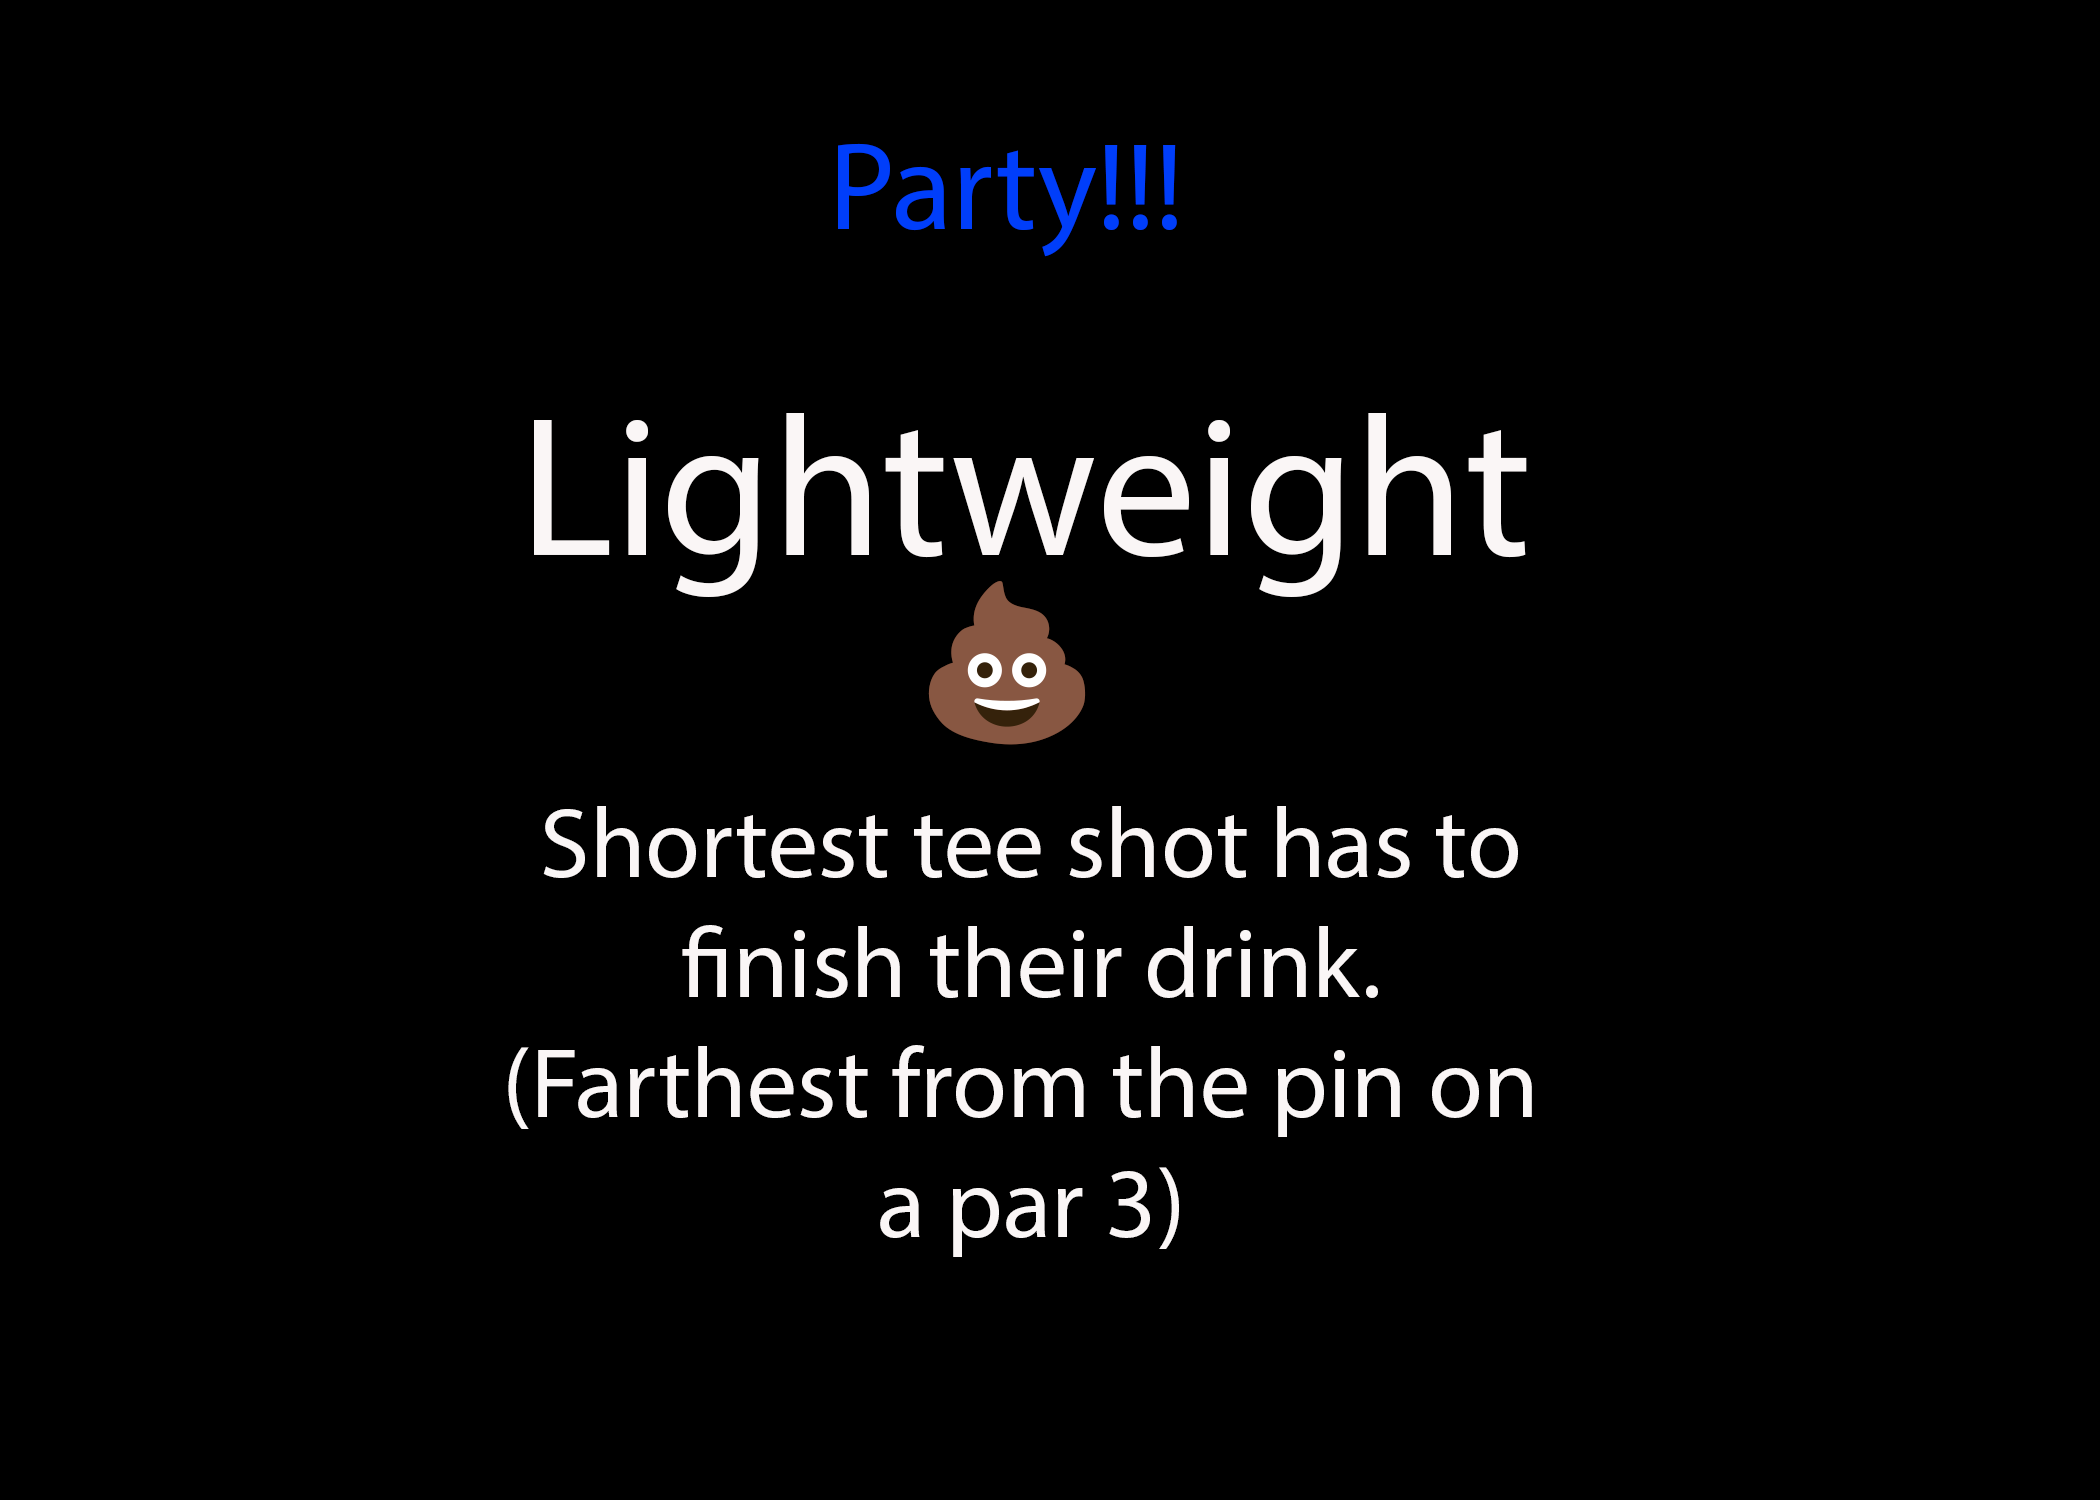 Party!!!
Lightweight
Shortest tee shot has to
finish their drink.
(Farthest from the pin on
a par 3)